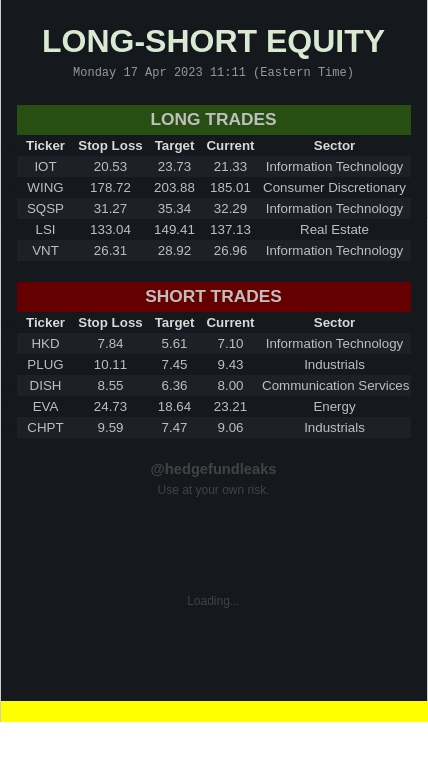 LONG-SHORT EQUITY
Monday 17 Apr 2023 11:11 (Eastern Time)
LONG TRADES
Ticker Stop Loss Target Current Sector
IOT 20.53 23.73 21.33 Information Technology
WING 178.72 203.88 185.01 Consumer Discretionary
SQSP 31.27 35.34 32.29 Information Technology
LSI 133.04 149.41 137.13 Real Estate
VNT 26.31 28.92 26.96 Information Technology
SHORT TRADES
Ticker Stop Loss Target Current Sector
HKD 7.84 5.61 7.10 Information Technology
PLUG 10.11 7.45 9.43 Industrials
DISH 8.55 6.36 8.00 Communication Services
EVA 24.73 18.64 23.21 Energy
CHPT 9.59 7.47 9.06 Industrials
@hedgefundleaks
Use at your own risk.
Loading...